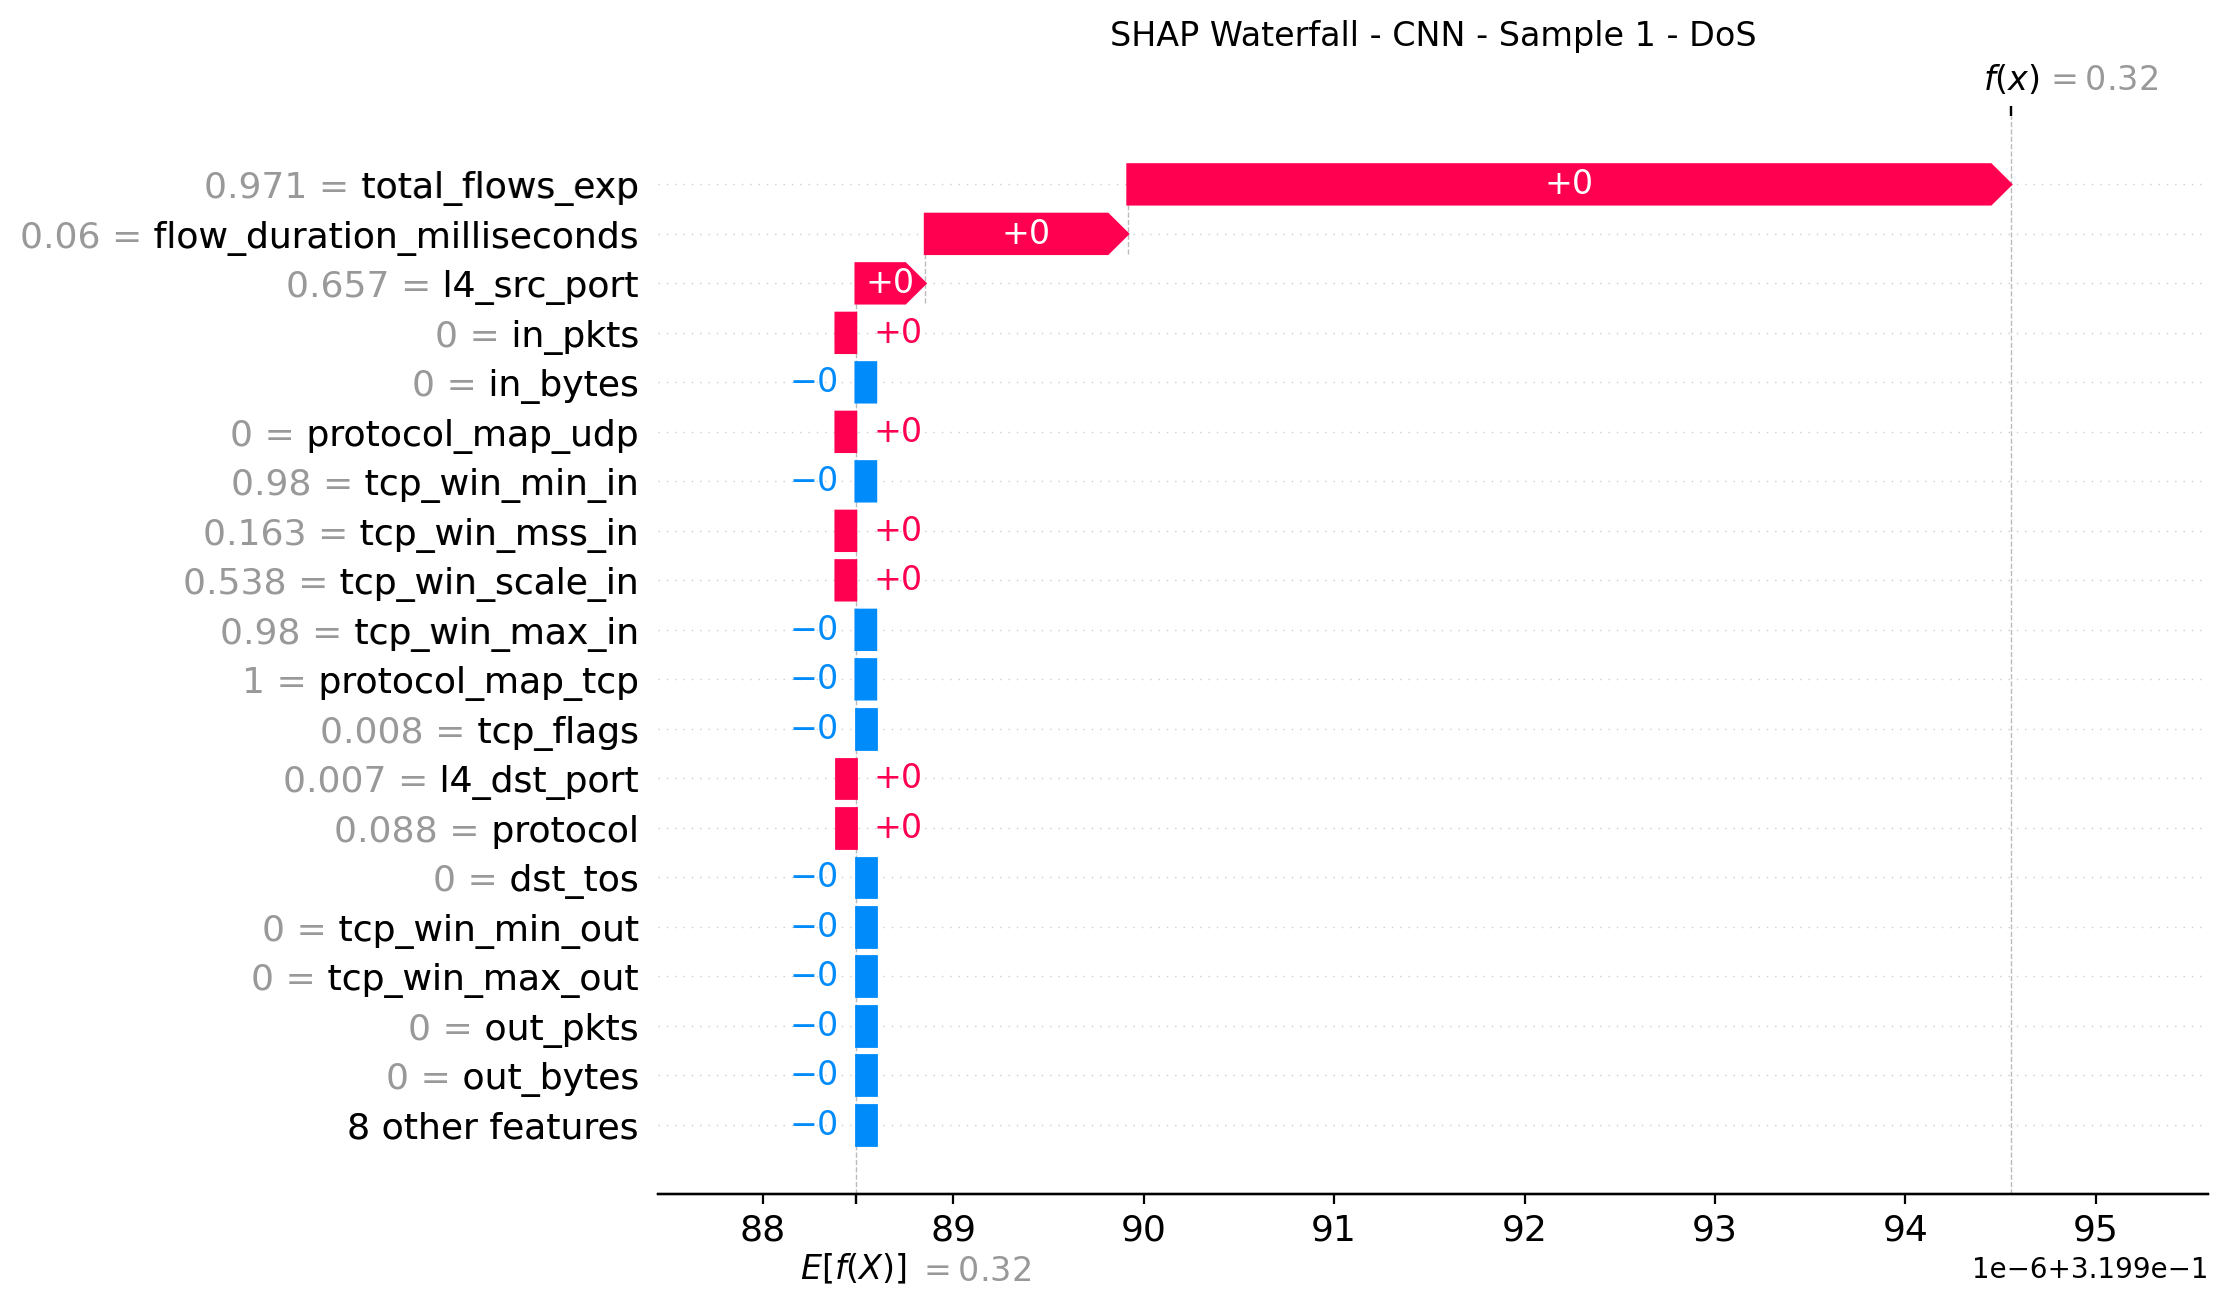 SHAP Waterfall - CNN - Sample 1 - DoS
f(x) = 0.32
0.971 = total_flows_exp +0
0.06 = flow_duration_milliseconds +0
0.657 = l4_src_port +0
0 = in_pkts +0
0 = in_bytes −0
0 = protocol_map_udp +0
0.98 = tcp_win_min_in −0
0.163 = tcp_win_mss_in +0
0.538 = tcp_win_scale_in +0
0.98 = tcp_win_max_in −0
1 = protocol_map_tcp −0
0.008 = tcp_flags −0
0.007 = l4_dst_port +0
0.088 = protocol +0
0 = dst_tos −0
0 = tcp_win_min_out −0
0 = tcp_win_max_out −0
0 = out_pkts −0
0 = out_bytes −0
8 other features −0
88 89 90 91 92 93 94 95
E[f(X)] = 0.32
1e−6+3.199e−1